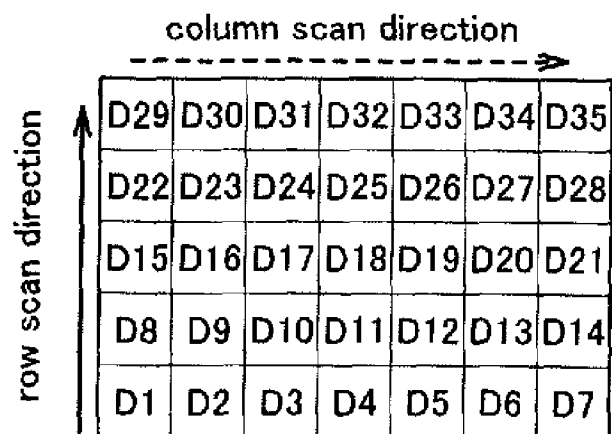 column scan direction
row scan direction
D29 D30 D31 D32 D33 D34 D35
D22 D23 D24 D25 D26 D27 D28
D15 D16 D17 D18 D19 D20 D21
D8 D9 D10 D11 D12 D13 D14
D1 D2 D3 D4 D5 D6 D7